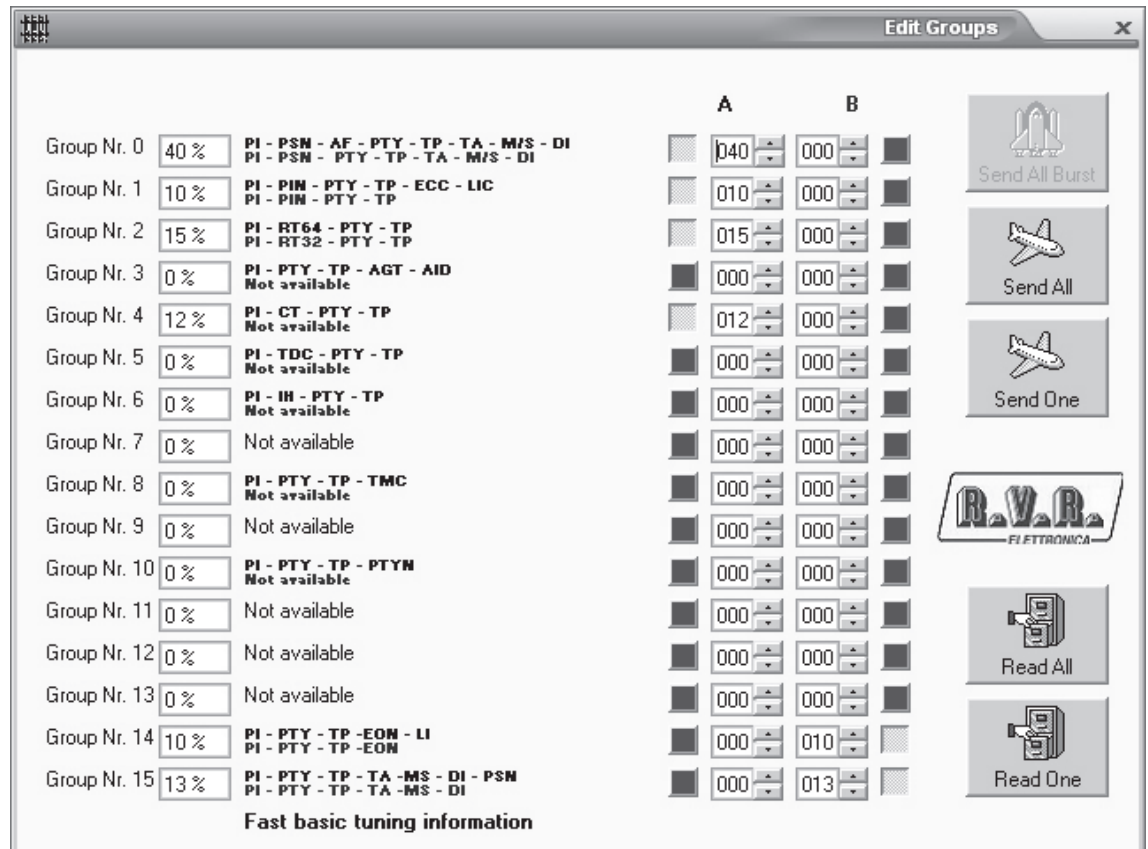 Edit Groups
A B
Group Nr. 0 40 % PI - PSN - AF - PTY - TP - TA - M/S - DI 040 000
PI - PSN - PTY - TP - TA - M/S - DI
Send All Burst
Group Nr. 1 10 % PI - PIN - PTY - TP - ECC - LIC 010 000
PI - PIN - PTY - TP
Group Nr. 2 15 % PI - RT64 - PTY - TP 015 000
PI - RT32 - PTY - TP
Group Nr. 3 0 % PI - PTY - TP - AGT - AID 000 000
Not available
Send All
Group Nr. 4 12 % PI - CT - PTY - TP 012 000
Not available
Group Nr. 5 0 % PI - TDC - PTY - TP 000 000
Not available
Group Nr. 6 0 % PI - IH - PTY - TP 000 000
Not available
Send One
Group Nr. 7 0 % Not available 000 000
Group Nr. 8 0 % PI - PTY - TP - TMC 000 000
Not available
R.V.R.
ELETTRONICA
Group Nr. 9 0 % Not available 000 000
Group Nr. 10 0 % PI - PTY - TP - PTYN 000 000
Not available
Group Nr. 11 0 % Not available 000 000
Group Nr. 12 0 % Not available 000 000
Read All
Group Nr. 13 0 % Not available 000 000
Group Nr. 14 10 % PI - PTY - TP -EON - LI 000 010
PI - PTY - TP -EON
Group Nr. 15 13 % PI - PTY - TP - TA -MS - DI - PSN 000 013
PI - PTY - TP - TA -MS - DI
Read One
Fast basic tuning information